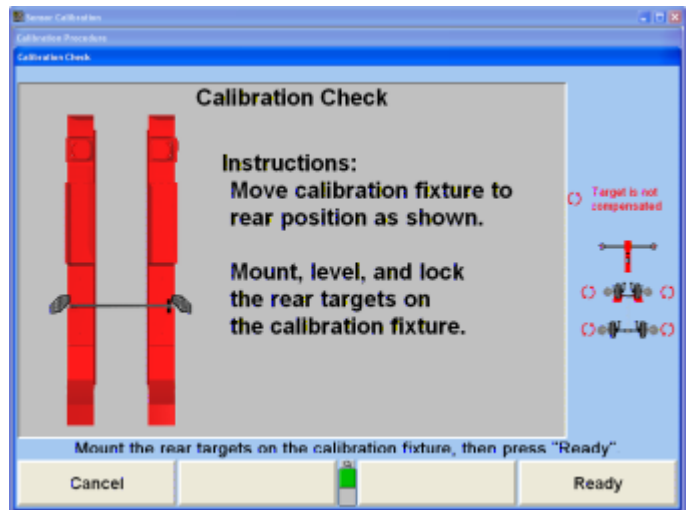 Sensor Calibration
Calibration Procedure
Calibration Check
Calibration Check
Instructions:
Move calibration fixture to
rear position as shown.
Mount, level, and lock
the rear targets on
the calibration fixture.
Target is not
compensated
Mount the rear targets on the calibration fixture, then press "Ready".
Cancel
Ready